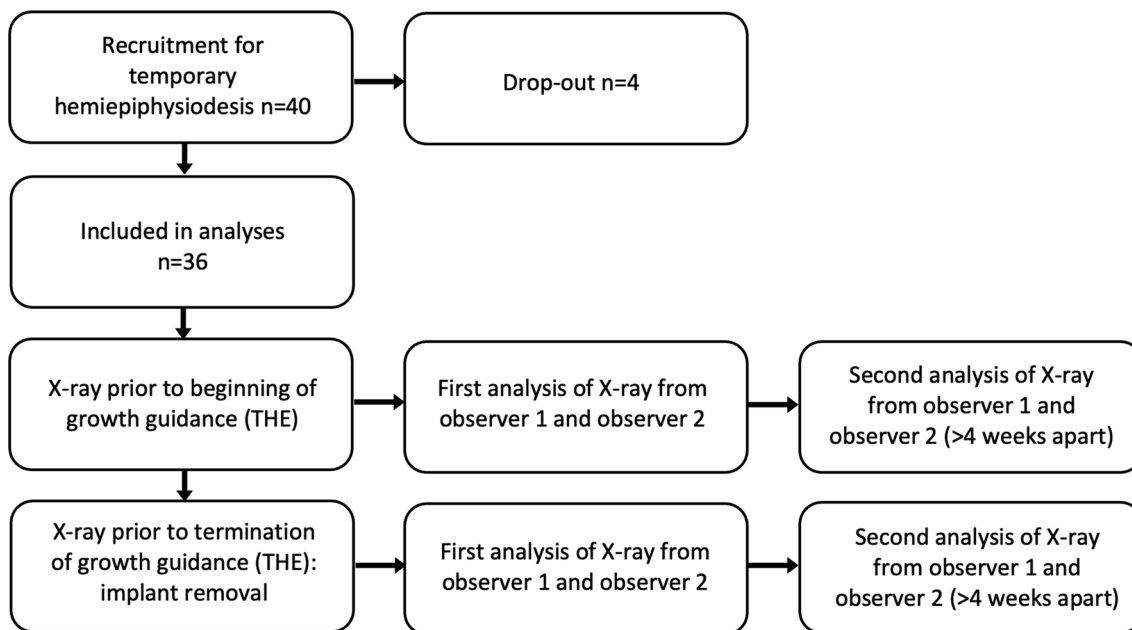 Recruitment for
temporary
hemiepiphysiodesis n=40
Drop-out n=4
Included in analyses
n=36
X-ray prior to beginning of
growth guidance (THE)
First analysis of X-ray from
observer 1 and observer 2
Second analysis of X-ray
from observer 1 and
observer 2 (>4 weeks apart)
X-ray prior to termination
of growth guidance (THE):
implant removal
First analysis of X-ray from
observer 1 and observer 2
Second analysis of X-ray
from observer 1 and
observer 2 (>4 weeks apart)